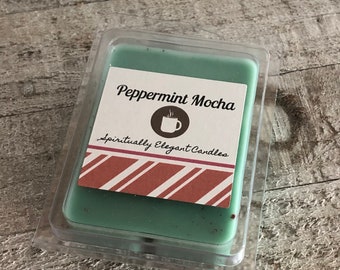 Peppermint Mocha
Spiritually Elegant Candles